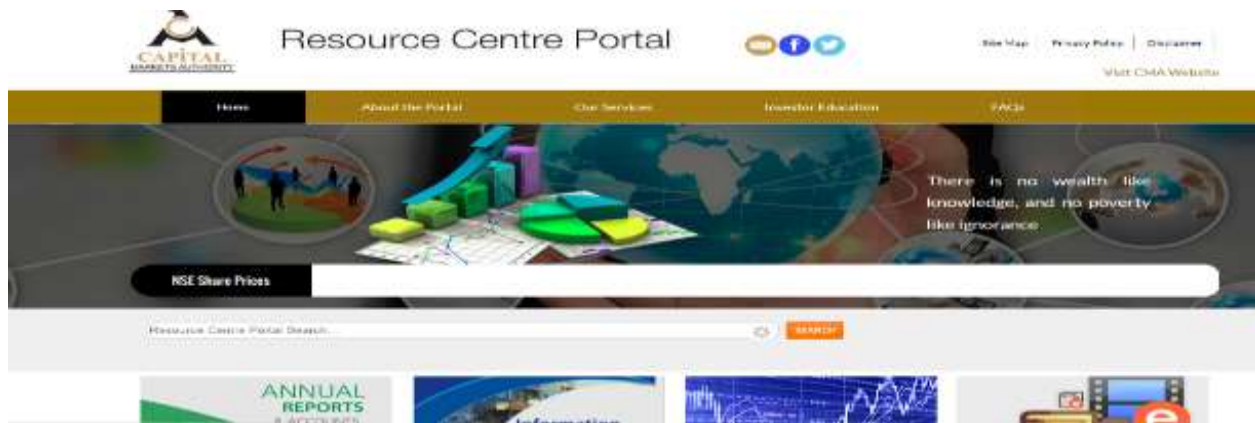 Resource Centre Portal
CAPITAL
MARKETS AUTHORITY
Site Map | Privacy Policy | Disclaimer
Visit CMA Website
Home
About the Portal
Our Services
Investor Education
FAQs
There is no wealth like
knowledge, and no poverty
like ignorance
NSE Share Prices
Resource Centre Portal Search...
SEARCH
ANNUAL
REPORTS
& ACCOUNTS
Information
e